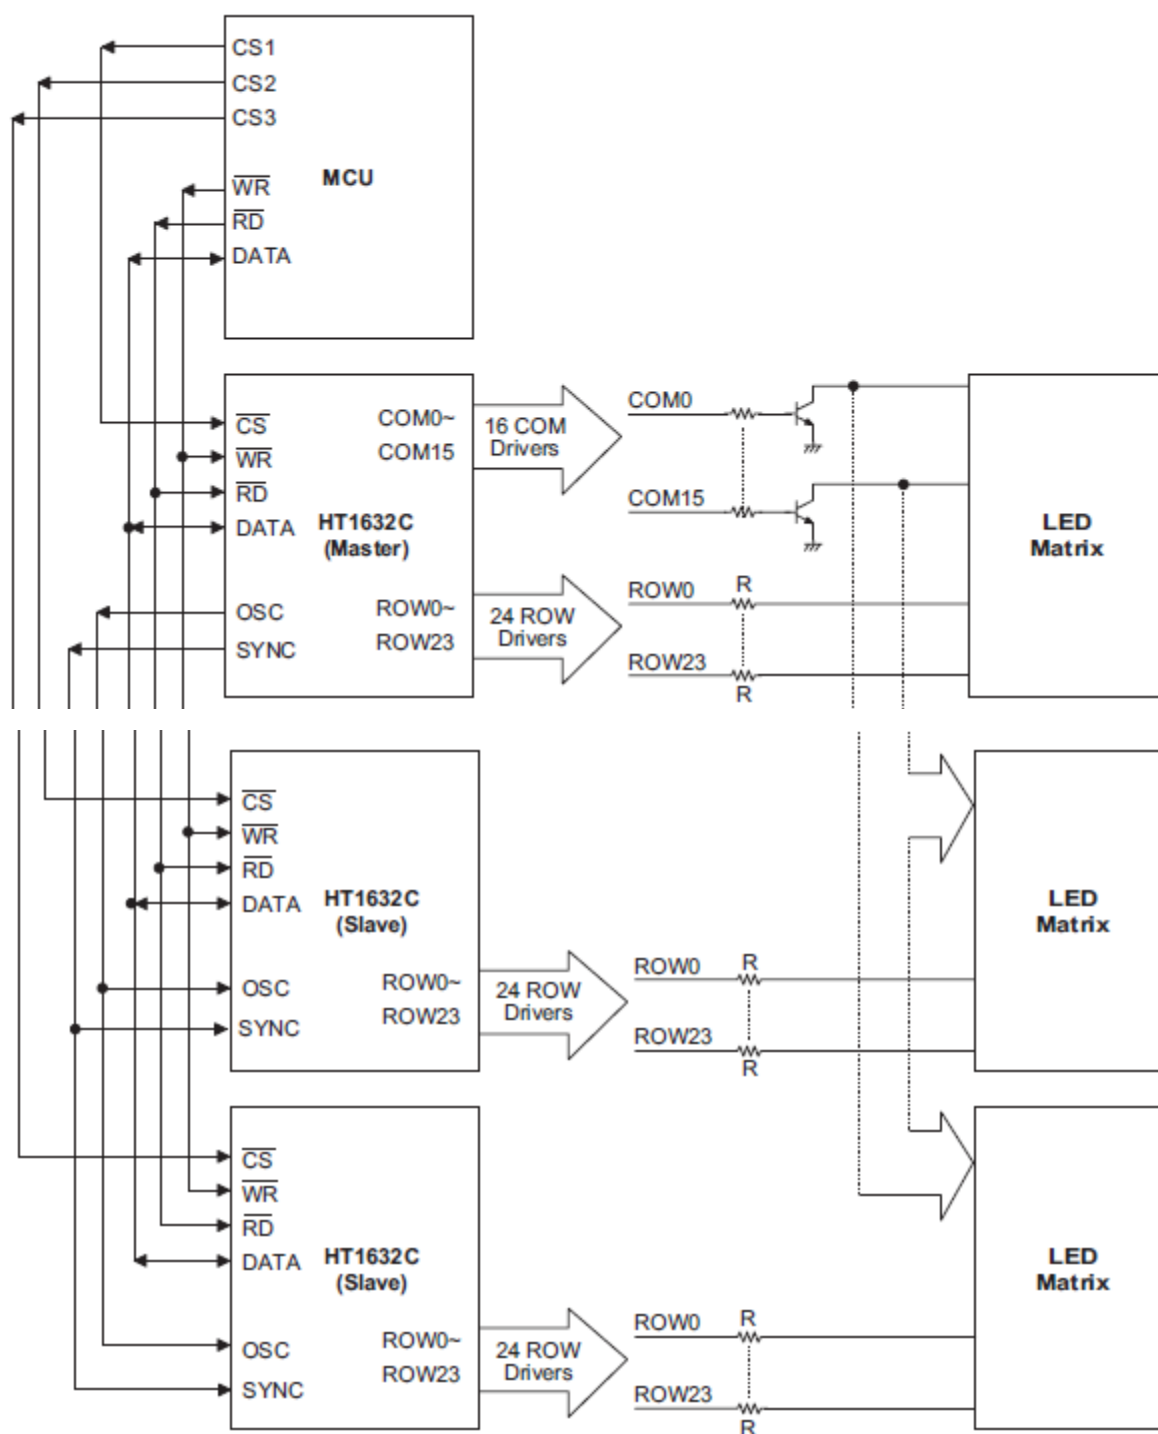 CS1
CS2
CS3
MCU
WR
RD
DATA
CS
WR
RD
DATA
OSC
SYNC
HT1632C
(Master)
COM0~
COM15
ROW0~
ROW23
16 COM
Drivers
24 ROW
Drivers
COM0
COM15
ROW0
R
ROW23
R
LED
Matrix
CS
WR
RD
DATA
OSC
SYNC
HT1632C
(Slave)
ROW0~
ROW23
24 ROW
Drivers
ROW0
R
ROW23
R
LED
Matrix
CS
WR
RD
DATA
OSC
SYNC
HT1632C
(Slave)
ROW0~
ROW23
24 ROW
Drivers
ROW0
R
ROW23
R
LED
Matrix